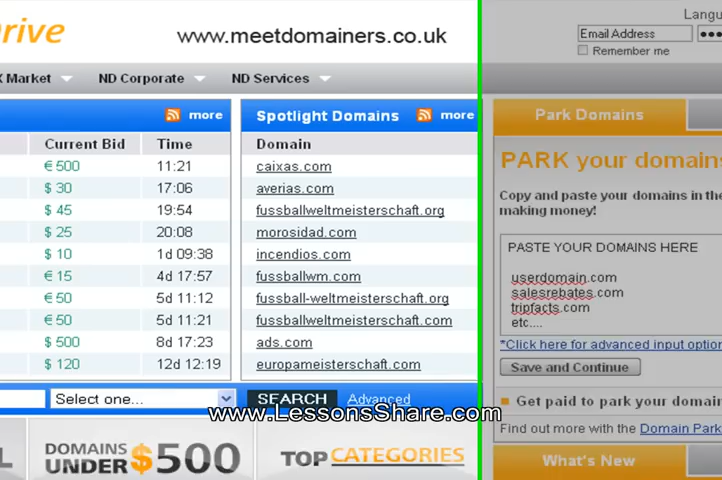 rive
www.meetdomainers.co.uk
Email Address
Remember me
X Market
ND Corporate
ND Services
more
Spotlight Domains
more
Park Domains
Current Bid
Time
Domain
€ 500
11:21
caixas.com
$ 30
17:06
averias.com
$ 45
19:54
fussballweltmeisterschaft.org
$ 25
20:08
morosidad.com
$ 10
1d 09:38
incendios.com
€ 15
4d 17:57
fussballwm.com
€ 50
5d 11:12
fussball-weltmeisterschaft.org
€ 50
5d 11:21
fussballweltmeisterschaft.com
$ 500
8d 17:23
ads.com
$ 120
12d 12:19
europameisterschaft.com
PARK your domain
Copy and paste your domains in the
making money!
PASTE YOUR DOMAINS HERE
userdomain.com
salesrebates.com
tripfacts.com
etc....
*Click here for advanced input option
Save and Continue
Get paid to park your domain
Find out more with the Domain Park
What's New
Select one...
SEARCH
Advanced
www.LessonsShare.com
L
DOMAINS
UNDER $500
TOP CATEGORIES